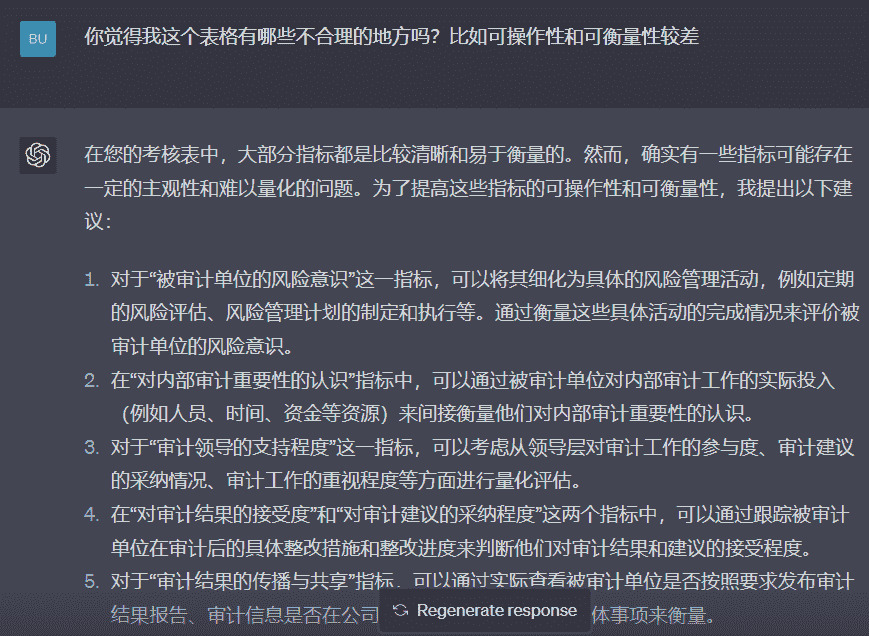 BU
你觉得我这个表格有哪些不合理的地方吗？比如可操作性和可衡量性较差
在您的考核表中，大部分指标都是比较清晰和易于衡量的。然而，确实有一些指标可能存在
一定的主观性和难以量化的问题。为了提高这些指标的可操作性和可衡量性，我提出以下建
议：
1. 对于“被审计单位的风险意识”这一指标，可以将其细化为具体的风险管理活动，例如定期
的风险评估、风险管理计划的制定和执行等。通过衡量这些具体活动的完成情况来评价被
审计单位的风险意识。
2. 在“对内部审计重要性的认识”指标中，可以通过被审计单位对内部审计工作的实际投入
（例如人员、时间、资金等资源）来间接衡量他们对内部审计重要性的认识。
3. 对于“审计领导的支持程度”这一指标，可以考虑从领导层对审计工作的参与度、审计建议
的采纳情况、审计工作的重视程度等方面进行量化评估。
4. 在“对审计结果的接受度”和“对审计建议的采纳程度”这两个指标中，可以通过跟踪被审计
单位在审计后的具体整改措施和整改进度来判断他们对审计结果和建议的接受程度。
5. 对于“审计结果的传播与共享”指标，可以通过实际查看被审计单位是否按照要求发布审计
结果报告、审计信息是否在公司 Regenerate response 体事项来衡量。